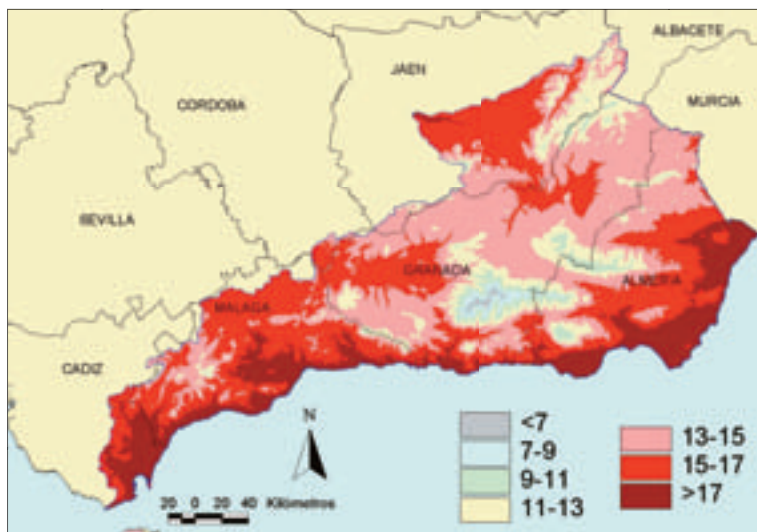 ALBACETE
JAEN
MURCIA
CORDOBA
SEVILLA
GRANADA
ALMERIA
MALAGA
CADIZ
N
<7
7-9
9-11
11-13
13-15
15-17
>17
20 0 20 40 Kilómetros